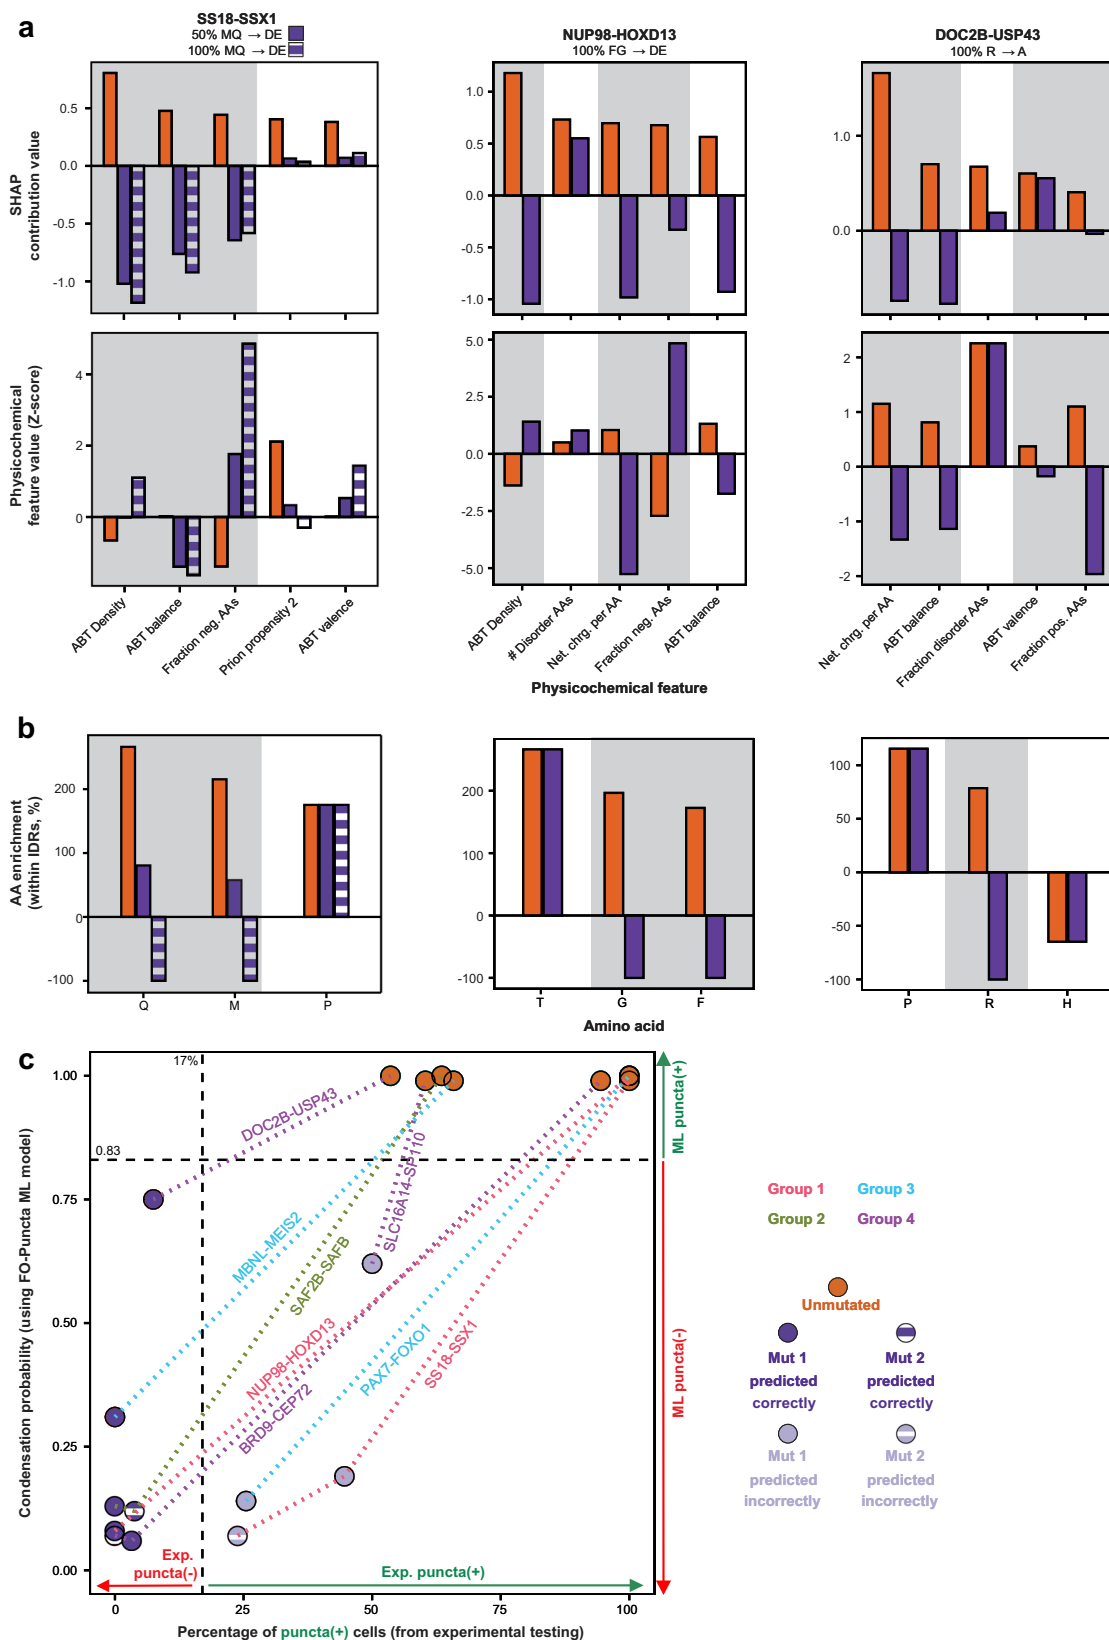 a
SS18-SSX1
50% MQ → DE
100% MQ → DE
NUP98-HOXD13
100% FG → DE
DOC2B-USP43
100% R → A
SHAP
contribution value
0.5
0.0
-0.5
-1.0
1.0
0.5
0.0
-0.5
-1.0
1.0
0.0
Physicochemical
feature value (Z-score)
4
2
0
5.0
2.5
0.0
-2.5
-5.0
2
1
0
-1
-2
ABT Density
ABT balance
Fraction neg. AAs
Prion propensity 2
ABT valence
ABT Density
# Disorder AAs
Net. chrg. per AA
Fraction neg. AAs
ABT balance
Net. chrg. per AA
ABT balance
Fraction disorder AAs
ABT valence
Fraction pos. AAs
Physicochemical feature
b
AA enrichment
(within IDRs, %)
200
100
0
-100
Q
M
P
200
100
0
-100
T
G
F
100
50
0
-50
-100
P
R
H
Amino acid
c
Condensation probability (using FO-Puncta ML model)
1.00
0.75
0.50
0.25
0.00
17%
0.83
DOC2B-USP43
MBNL-MEIS2
SAF2B-SAFB
SLC16A14-SP110
NUP98-HOXD13
BRD9-CEP72
PAX7-FOXO1
SS18-SSX1
Exp.
puncta(-)
Exp. puncta(+)
ML puncta(+)
ML puncta(-)
0
25
50
75
100
Percentage of puncta(+) cells (from experimental testing)
Group 1
Group 3
Group 2
Group 4
Unmutated
Mut 1
predicted
correctly
Mut 2
predicted
correctly
Mut 1
predicted
incorrectly
Mut 2
predicted
incorrectly